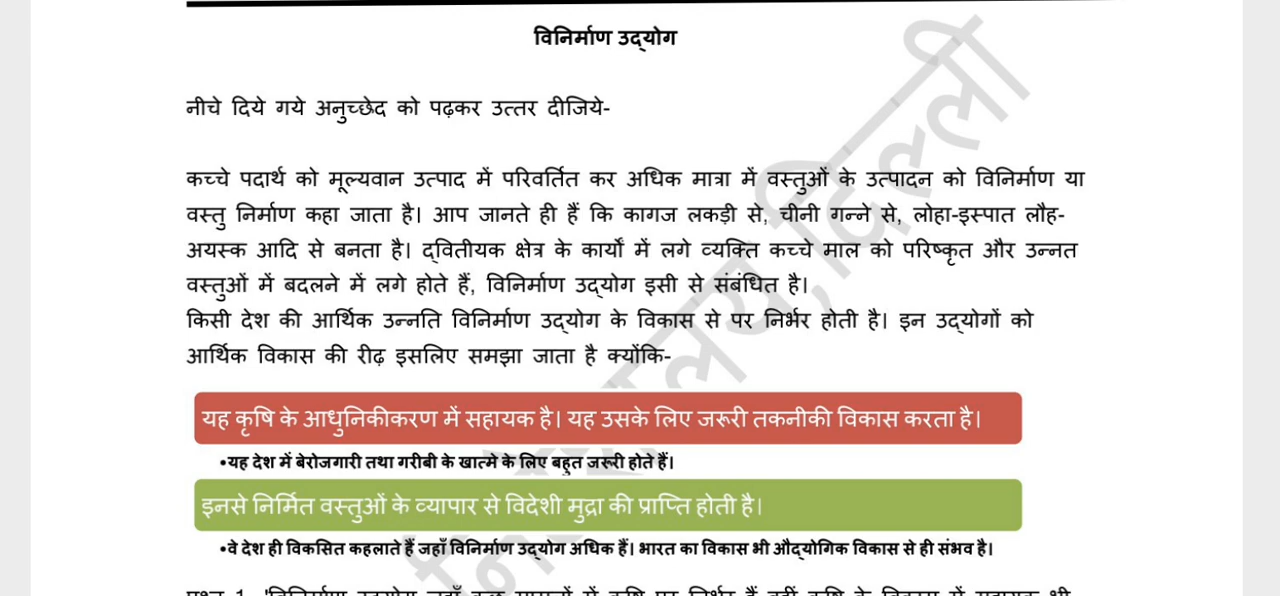 विनिर्माण उद्योग
नीचे दिये गये अनुच्छेद को पढ़कर उत्तर दीजिये-
कच्चे पदार्थ को मूल्यवान उत्पाद में परिवर्तित कर अधिक मात्रा में वस्तुओं के उत्पादन को विनिर्माण या
वस्तु निर्माण कहा जाता है। आप जानते ही हैं कि कागज लकड़ी से, चीनी गन्ने से, लोहा-इस्पात लौह-
अयस्क आदि से बनता है। द्वितीयक क्षेत्र के कार्यों में लगे व्यक्ति कच्चे माल को परिष्कृत और उन्नत
वस्तुओं में बदलने में लगे होते हैं, विनिर्माण उद्योग इसी से संबंधित है।
किसी देश की आर्थिक उन्नति विनिर्माण उद्योग के विकास से पर निर्भर होती है। इन उद्योगों को
आर्थिक विकास की रीढ़ इसलिए समझा जाता है क्योंकि-
यह कृषि के आधुनिकीकरण में सहायक है। यह उसके लिए जरूरी तकनीकी विकास करता है।
•यह देश में बेरोजगारी तथा गरीबी के खात्मे के लिए बहुत जरूरी होते हैं।
इनसे निर्मित वस्तुओं के व्यापार से विदेशी मुद्रा की प्राप्ति होती है।
•वे देश ही विकसित कहलाते हैं जहाँ विनिर्माण उद्योग अधिक हैं। भारत का विकास भी औद्योगिक विकास से ही संभव है।